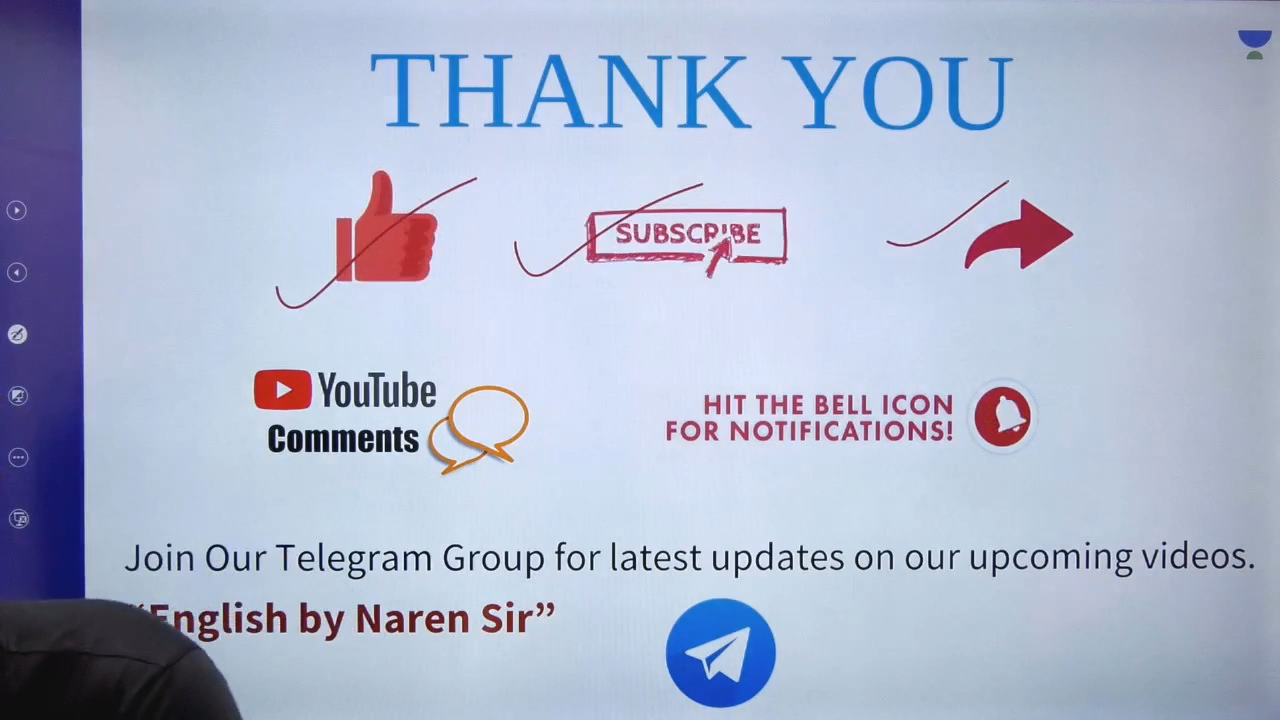 THANK YOU
SUBSCRIBE
YouTube
Comments
HIT THE BELL ICON
FOR NOTIFICATIONS!
Join Our Telegram Group for latest updates on our upcoming videos.
“English by Naren Sir”